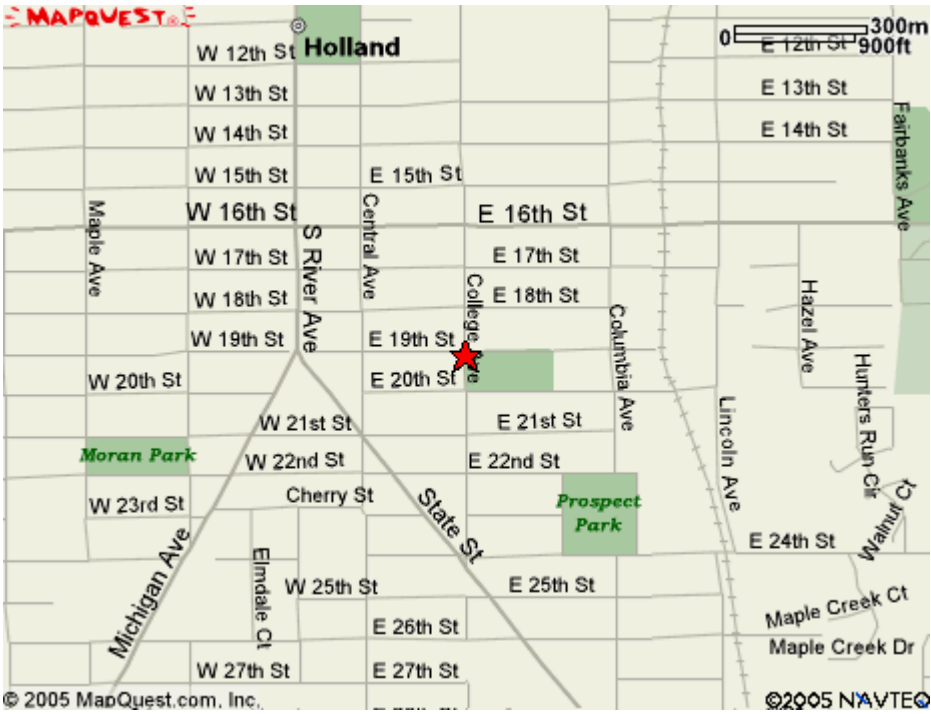 MAPQUEST
Holland
0 300m
900ft
W 12th St
E 12th St
W 13th St
E 13th St
W 14th St
E 14th St
Fairbanks Ave
W 15th St
E 15th St
Maple Ave
W 16th St
Central Ave
E 16th St
S River Ave
W 17th St
E 17th St
W 18th St
College Ave
E 18th St
Hazel Ave
W 19th St
E 19th St
Columbia Ave
W 20th St
E 20th St
Hunters Run Cir
W 21st St
E 21st St
Lincoln Ave
Moran Park
W 22nd St
E 22nd St
W 23rd St
Cherry St
State St
Prospect
Park
Walnut Ct
E 24th St
Michigan Ave
Elmdale Ct
W 25th St
E 25th St
Maple Creek Ct
E 26th St
Maple Creek Dr
W 27th St
E 27th St
© 2005 MapQuest.com, Inc.
©2005 NAVTEQ